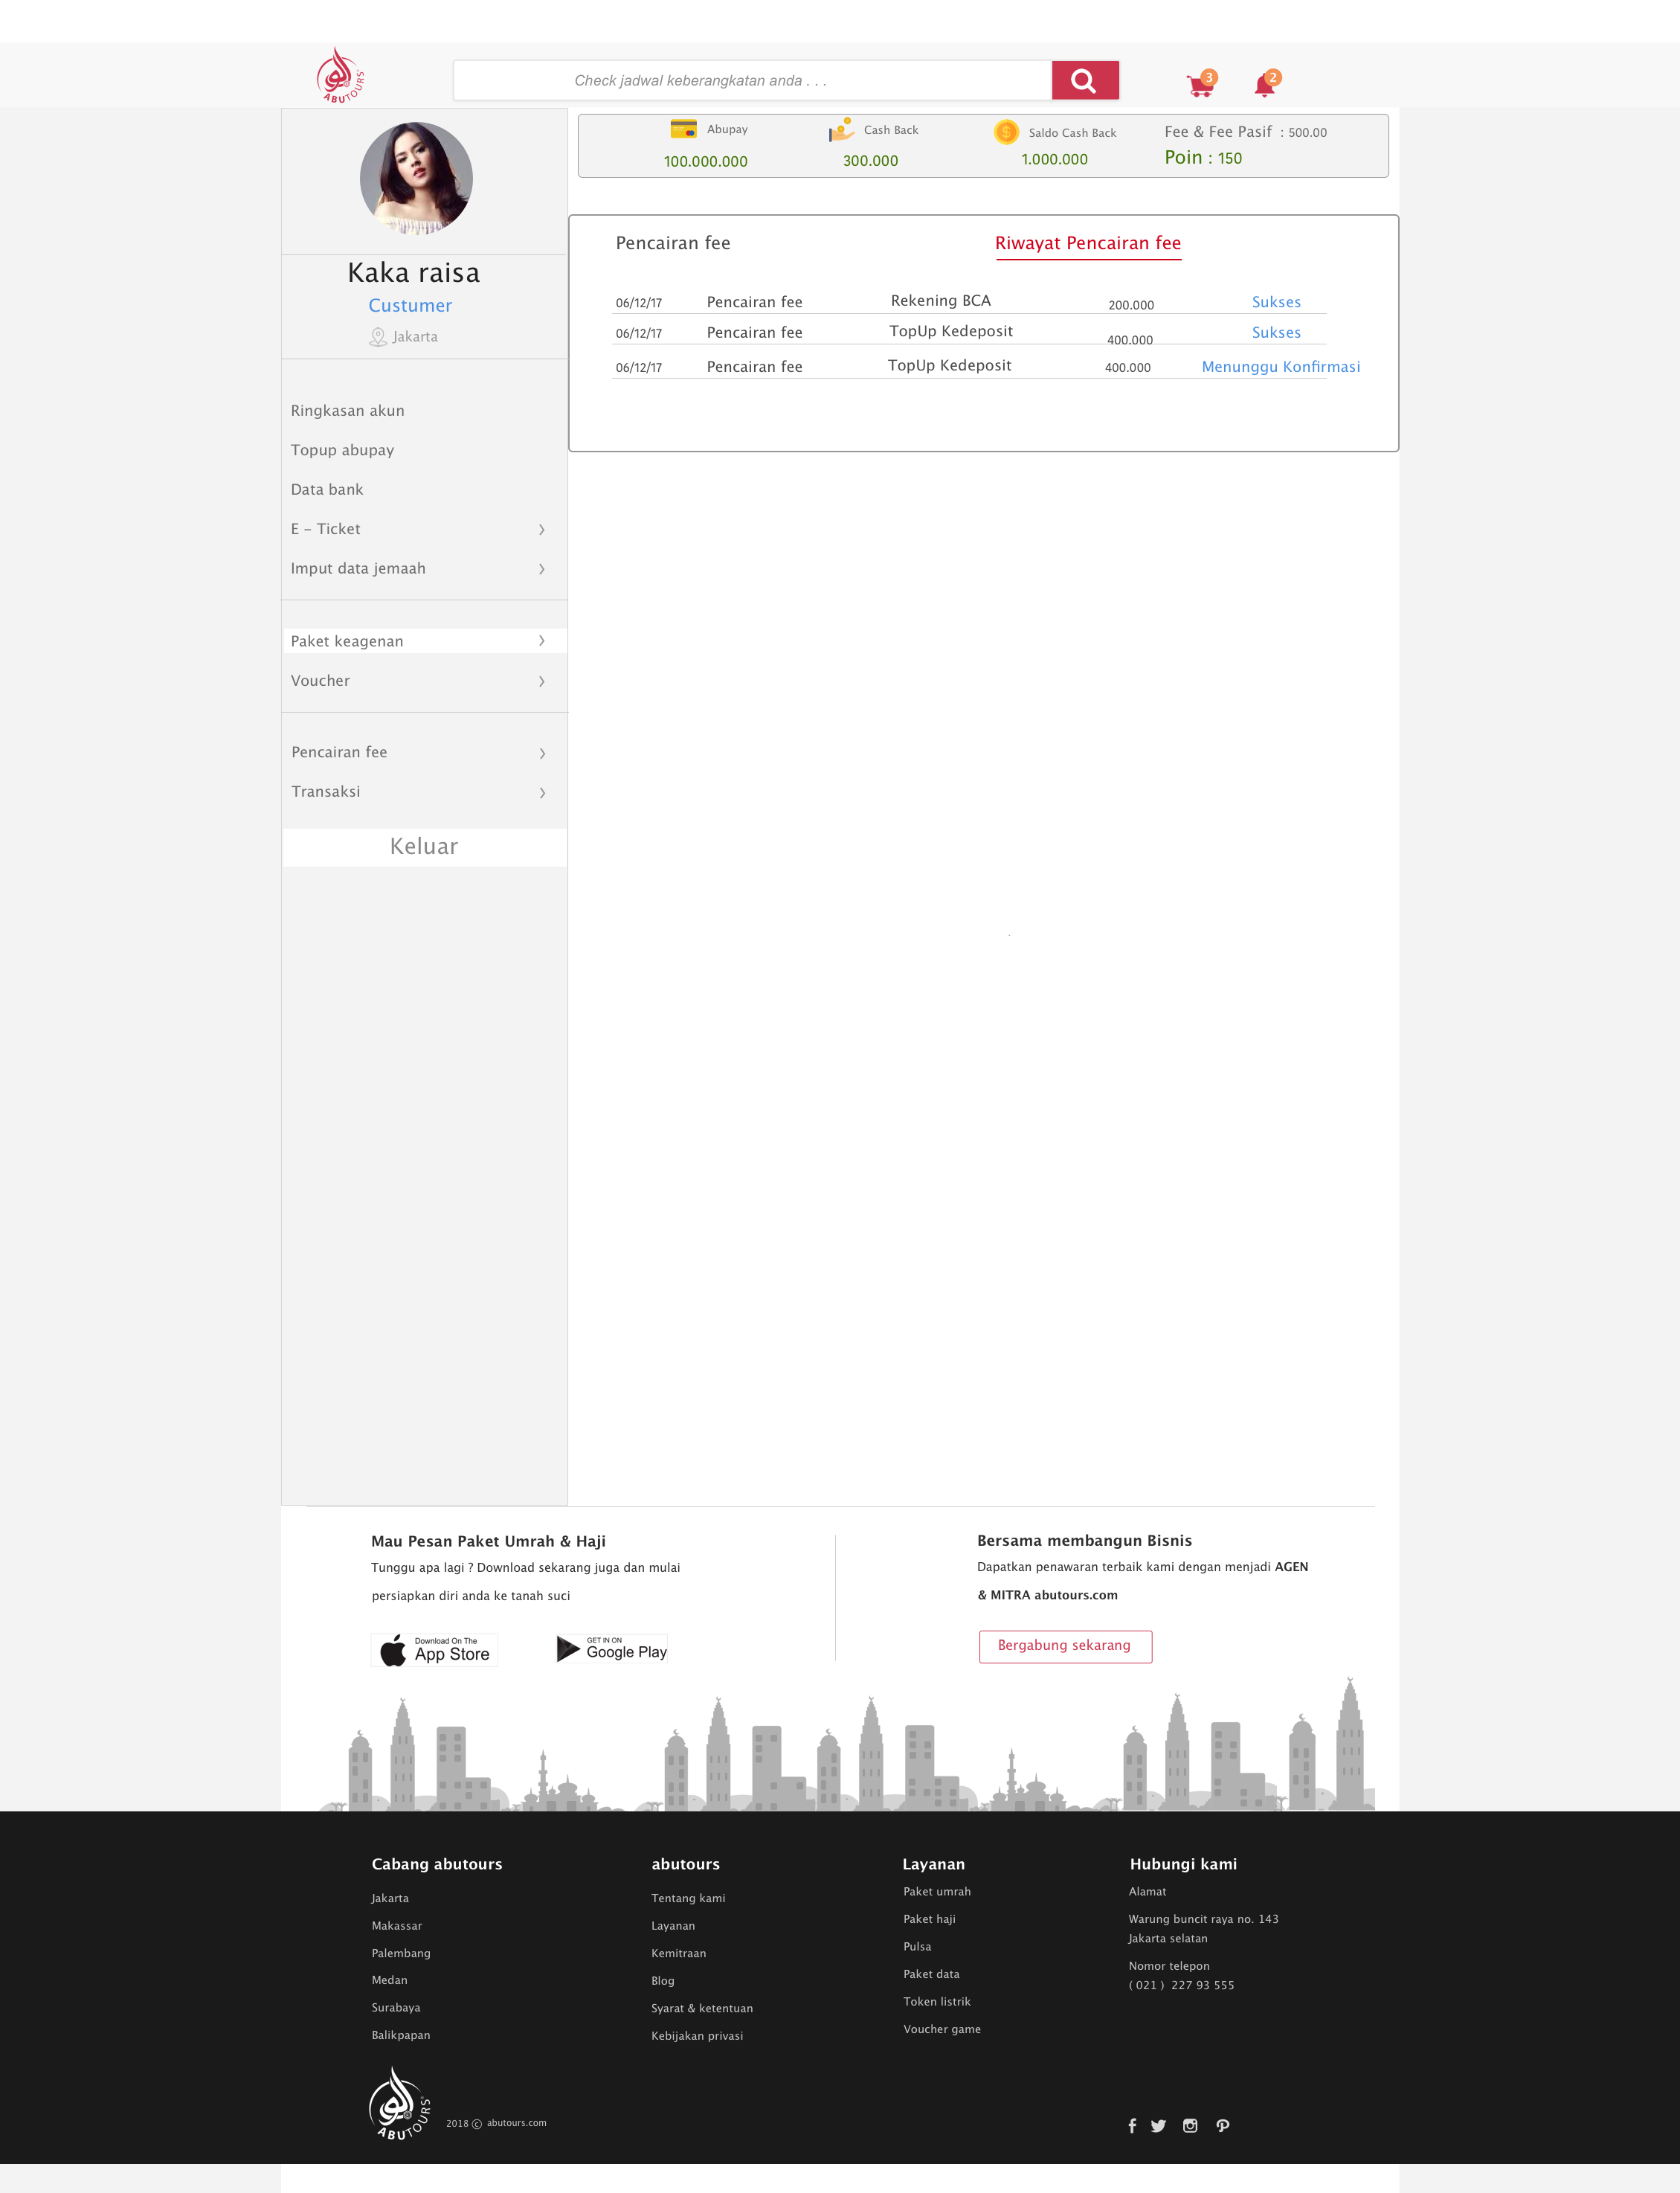 ABUTOURS
Check jadwal keberangkatan anda . . .
3
2
Abupay
100.000.000
Cash Back
300.000
Saldo Cash Back
1.000.000
Fee & Fee Pasif : 500.00
Poin : 150
Kaka raisa
Custumer
Jakarta
Ringkasan akun
Topup abupay
Data bank
E - Ticket
Imput data jemaah
Paket keagenan
Voucher
Pencairan fee
Transaksi
Keluar
Pencairan fee
Riwayat Pencairan fee
06/12/17 Pencairan fee Rekening BCA 200.000 Sukses
06/12/17 Pencairan fee TopUp Kedeposit 400.000 Sukses
06/12/17 Pencairan fee TopUp Kedeposit 400.000 Menunggu Konfirmasi
Mau Pesan Paket Umrah & Haji
Tunggu apa lagi ? Download sekarang juga dan mulai
persiapkan diri anda ke tanah suci
Download On The
App Store
GET IN ON
Google Play
Bersama membangun Bisnis
Dapatkan penawaran terbaik kami dengan menjadi AGEN
& MITRA abutours.com
Bergabung sekarang
Cabang abutours
Jakarta
Makassar
Palembang
Medan
Surabaya
Balikpapan
abutours
Tentang kami
Layanan
Kemitraan
Blog
Syarat & ketentuan
Kebijakan privasi
Layanan
Paket umrah
Paket haji
Pulsa
Paket data
Token listrik
Voucher game
Hubungi kami
Alamat
Warung buncit raya no. 143
Jakarta selatan
Nomor telepon
( 021 ) 227 93 555
ABUTOURS
2018 © abutours.com